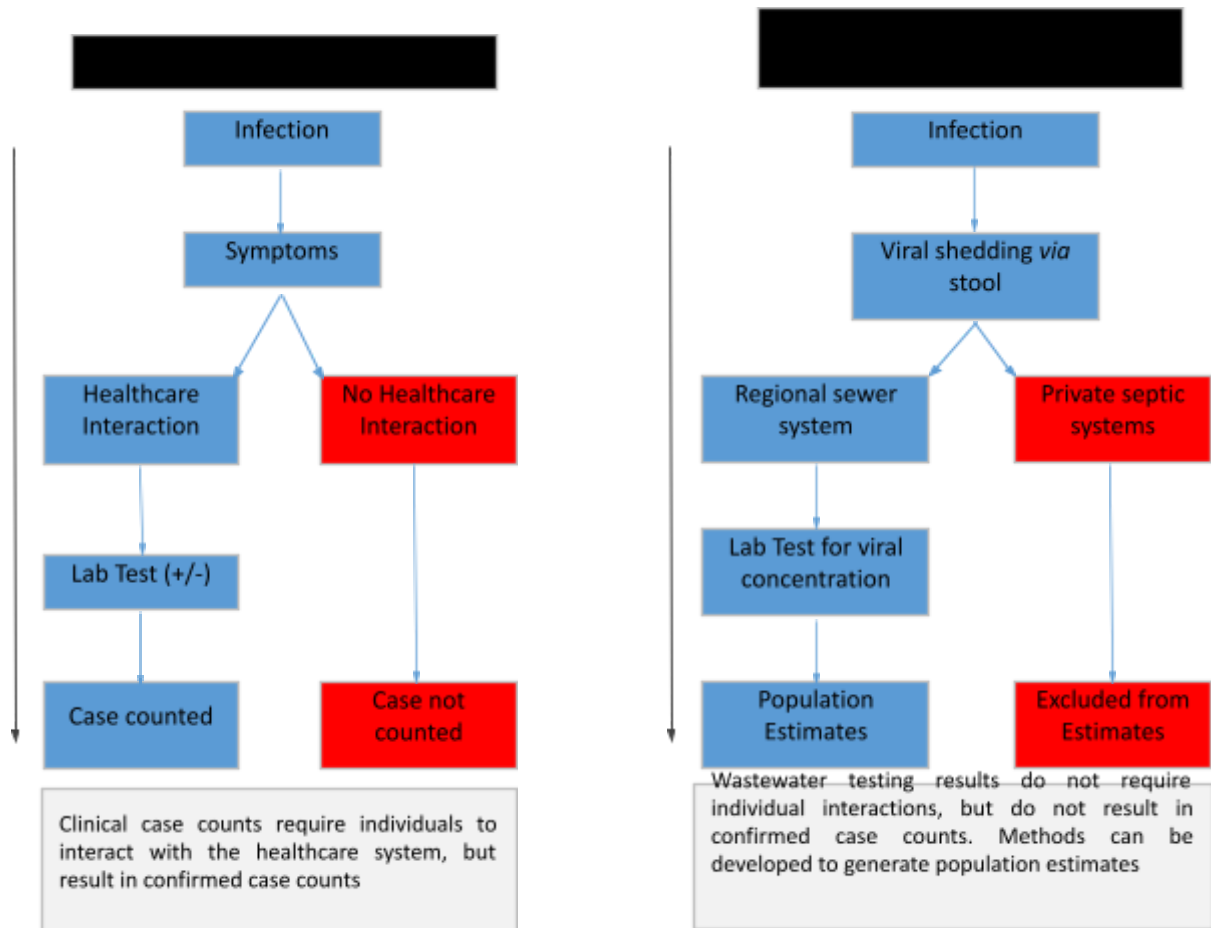 Infection
Symptoms
Healthcare
Interaction
No Healthcare
Interaction
Lab Test (+/-)
Case counted
Case not
counted
Clinical case counts require individuals to
interact with the healthcare system, but
result in confirmed case counts
Infection
Viral shedding via
stool
Regional sewer
system
Private septic
systems
Lab Test for viral
concentration
Population
Estimates
Excluded from
Estimates
Wastewater testing results do not require
individual interactions, but do not result in
confirmed case counts. Methods can be
developed to generate population estimates